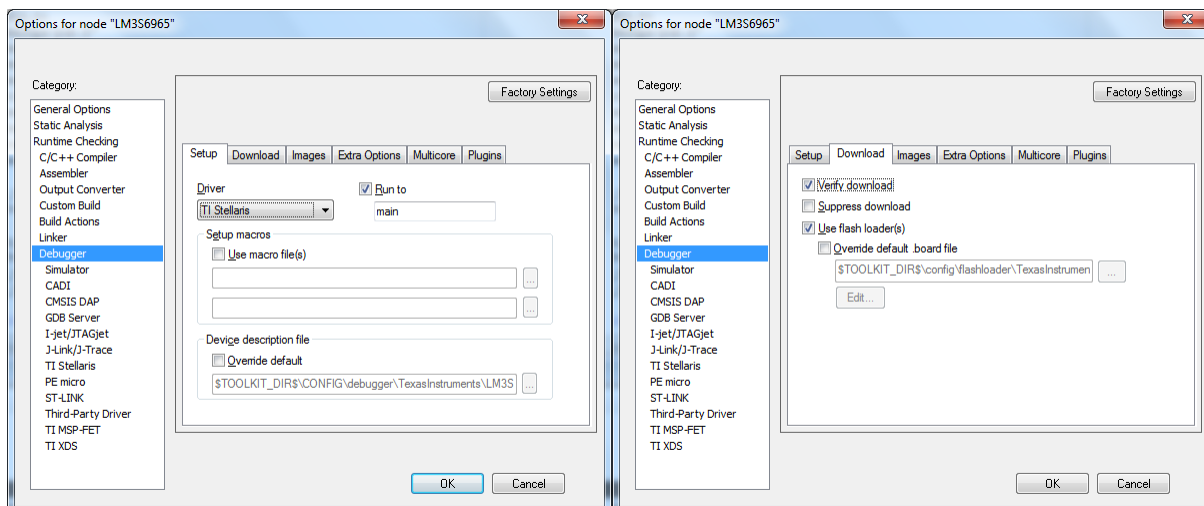 Options for node "LM3S6965"
Category:
Factory Settings
General Options
Static Analysis
Runtime Checking
C/C++ Compiler
Assembler
Output Converter
Custom Build
Build Actions
Linker
Debugger
Simulator
CADI
CMSIS DAP
GDB Server
I-jet/JTAGjet
J-Link/J-Trace
TI Stellaris
PE micro
ST-LINK
Third-Party Driver
TI MSP-FET
TI XDS
Setup Download Images Extra Options Multicore Plugins
Driver
Run to
TI Stellaris
main
Setup macros
Use macro file(s)
...
...
Device description file
Override default
$TOOLKIT_DIR$\CONFIG\debugger\TexasInstruments\LM3S
...
OK Cancel
Options for node "LM3S6965"
Category:
Factory Settings
General Options
Static Analysis
Runtime Checking
C/C++ Compiler
Assembler
Output Converter
Custom Build
Build Actions
Linker
Debugger
Simulator
CADI
CMSIS DAP
GDB Server
I-jet/JTAGjet
J-Link/J-Trace
TI Stellaris
PE micro
ST-LINK
Third-Party Driver
TI MSP-FET
TI XDS
Setup Download Images Extra Options Multicore Plugins
Verify download
Suppress download
Use flash loader(s)
Override default .board file
$TOOLKIT_DIR$\config\flashloader\TexasInstrumen
...
Edit...
OK Cancel